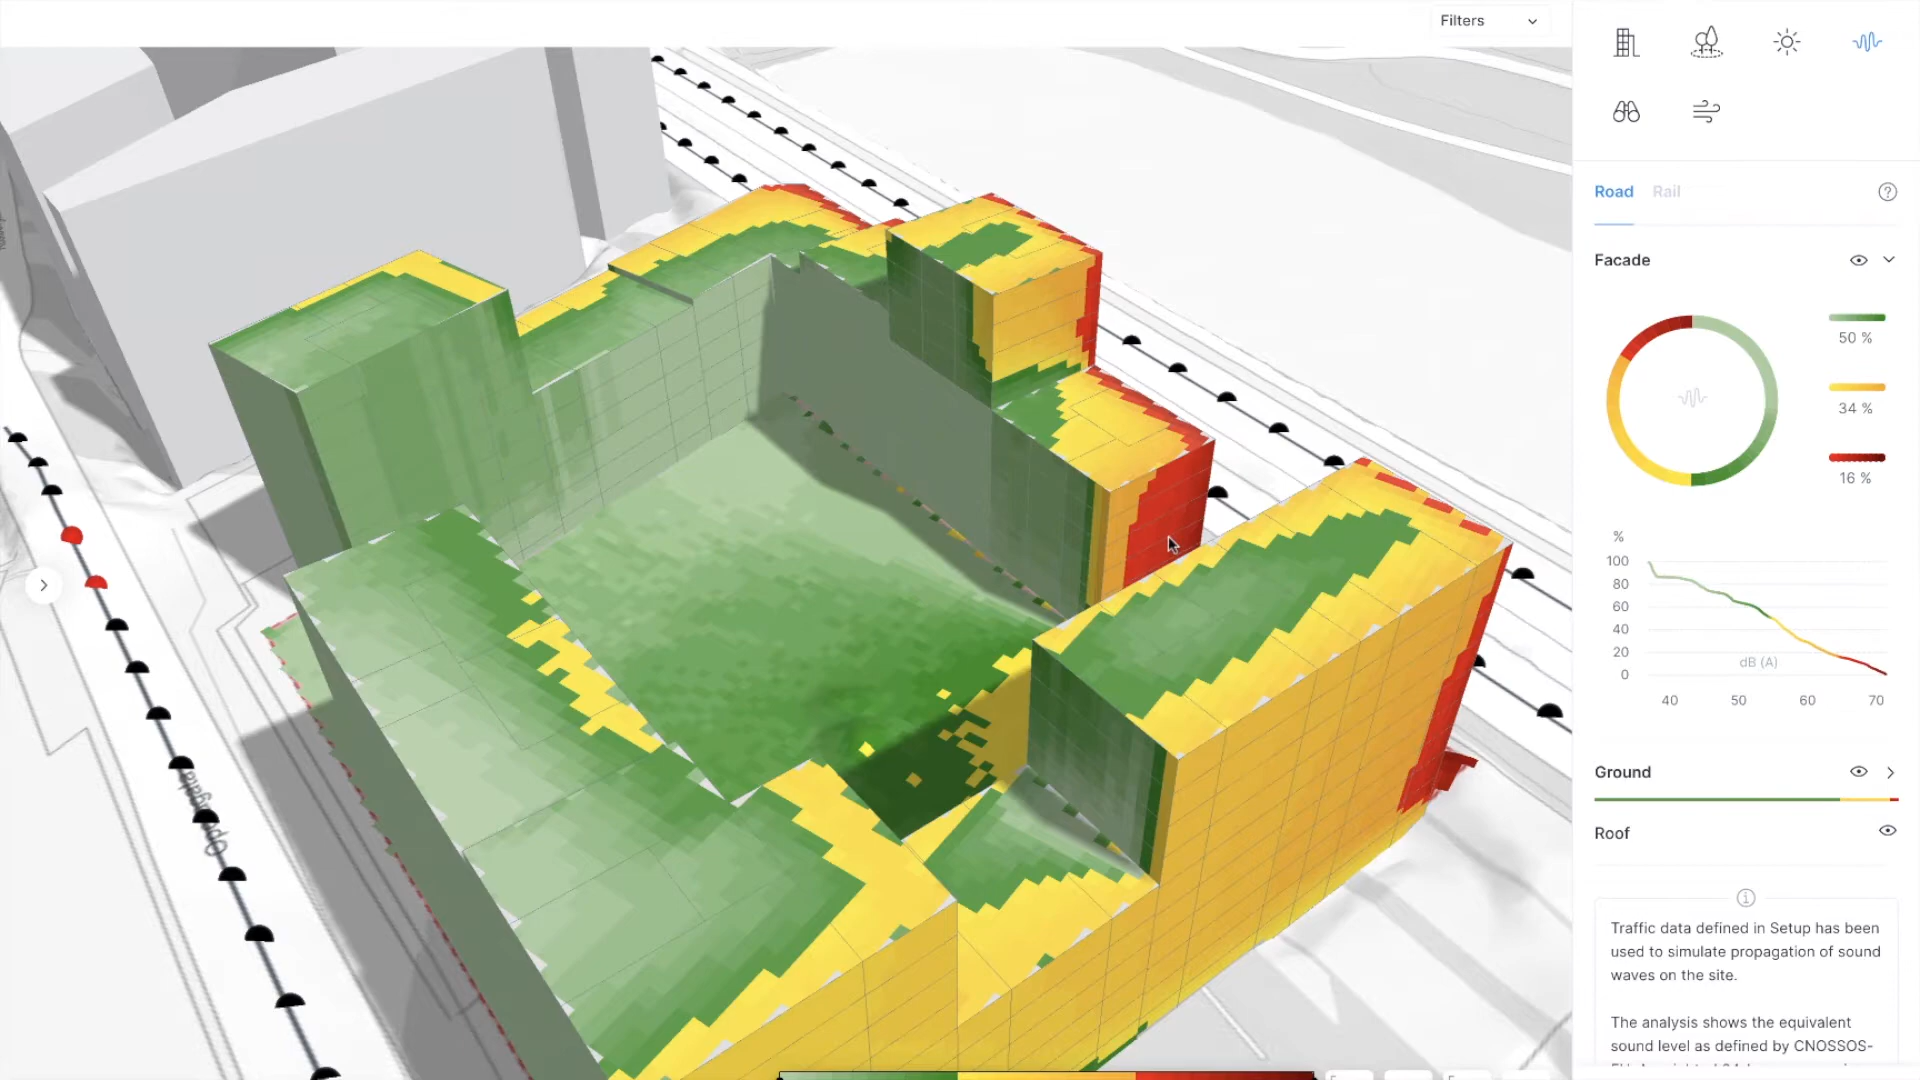 Filters
Road Rail
Facade
50 %
34 %
16 %
%
100
80
60
40
20
0
dB (A)
40 50 60 70
Ground
Roof
Traffic data defined in Setup has been
used to simulate propagation of sound
waves on the site.
The analysis shows the equivalent
sound level as defined by CNOSSOS-